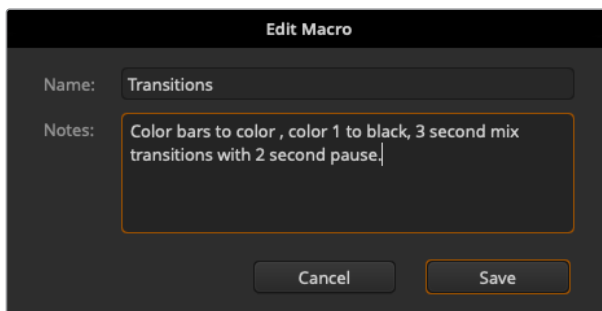 Edit Macro
Name: Transitions
Notes: Color bars to color , color 1 to black, 3 second mix
transitions with 2 second pause.
Cancel Save